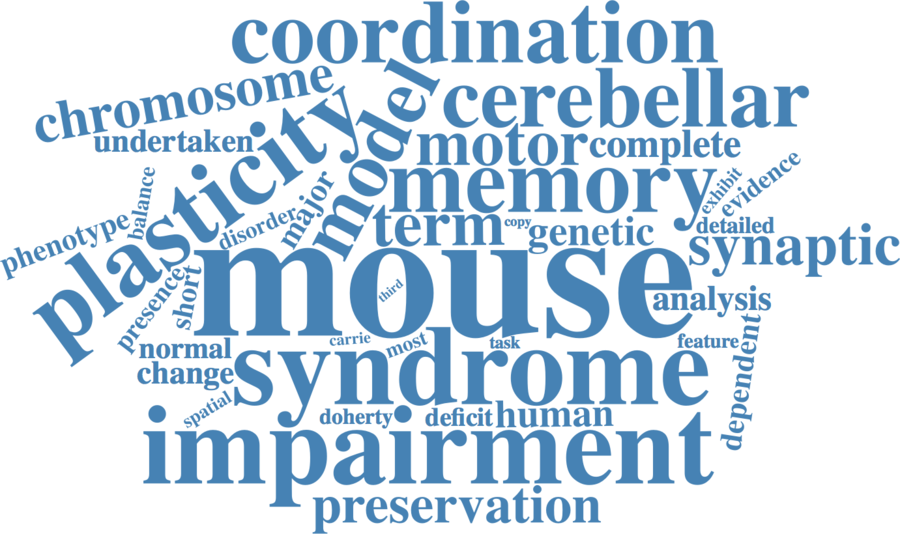 coordination
chromosome
cerebellar
model
plasticity
undertaken
motor
complete
memory
evidence
exhibit
balance
major
phenotype
disorder
term
copy
genetic
detailed
synaptic
mouse
presence
short
third
analysis
normal
carrie
most
task
feature
dependent
change
syndrome
spatial
doherty
deficit
human
impairment
preservation